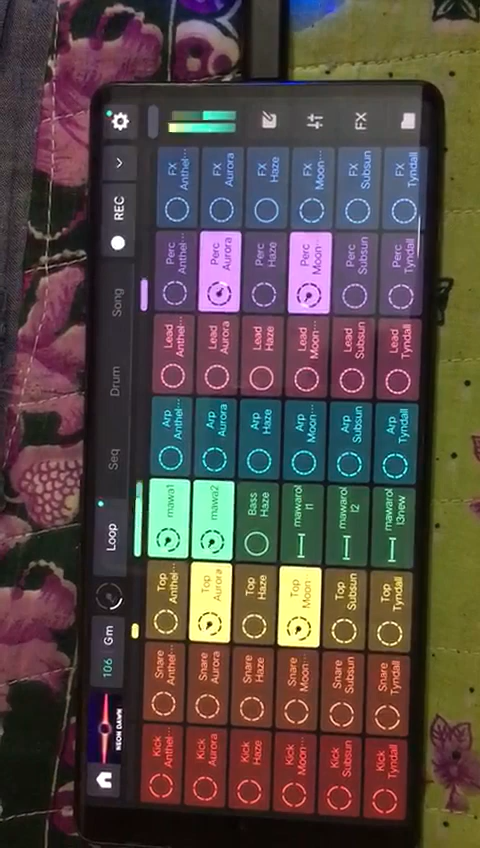 NEON DAWN
106
Gm
Loop
Seq
Drum
Song
REC
Kick
Anthel...
Snare
Anthel...
Top
Anthel...
mawa1
Arp
Anthel...
Lead
Anthel...
Perc
Anthel...
FX
Anthel...
Kick
Aurora
Snare
Aurora
Top
Aurora
mawa2
Arp
Aurora
Lead
Aurora
Perc
Aurora
FX
Aurora
Kick
Haze
Snare
Haze
Top
Haze
Bass
Haze
Arp
Haze
Lead
Haze
Perc
Haze
FX
Haze
Kick
Moon...
Snare
Moon...
Top
Moon
mawarol
Arp
Moon...
Lead
Moon...
Perc
Moon...
FX
Moon...
Kick
Subsun
Snare
Subsun
Top
Subsun
mawarol
l2
Arp
Subsun
Lead
Subsun
Perc
Subsun
FX
Subsun
Kick
Tyndall
Snare
Tyndall
Top
Tyndall
mawarol
l3new
Arp
Tyndall
Lead
Tyndall
Perc
Tyndall
FX
Tyndall
FX